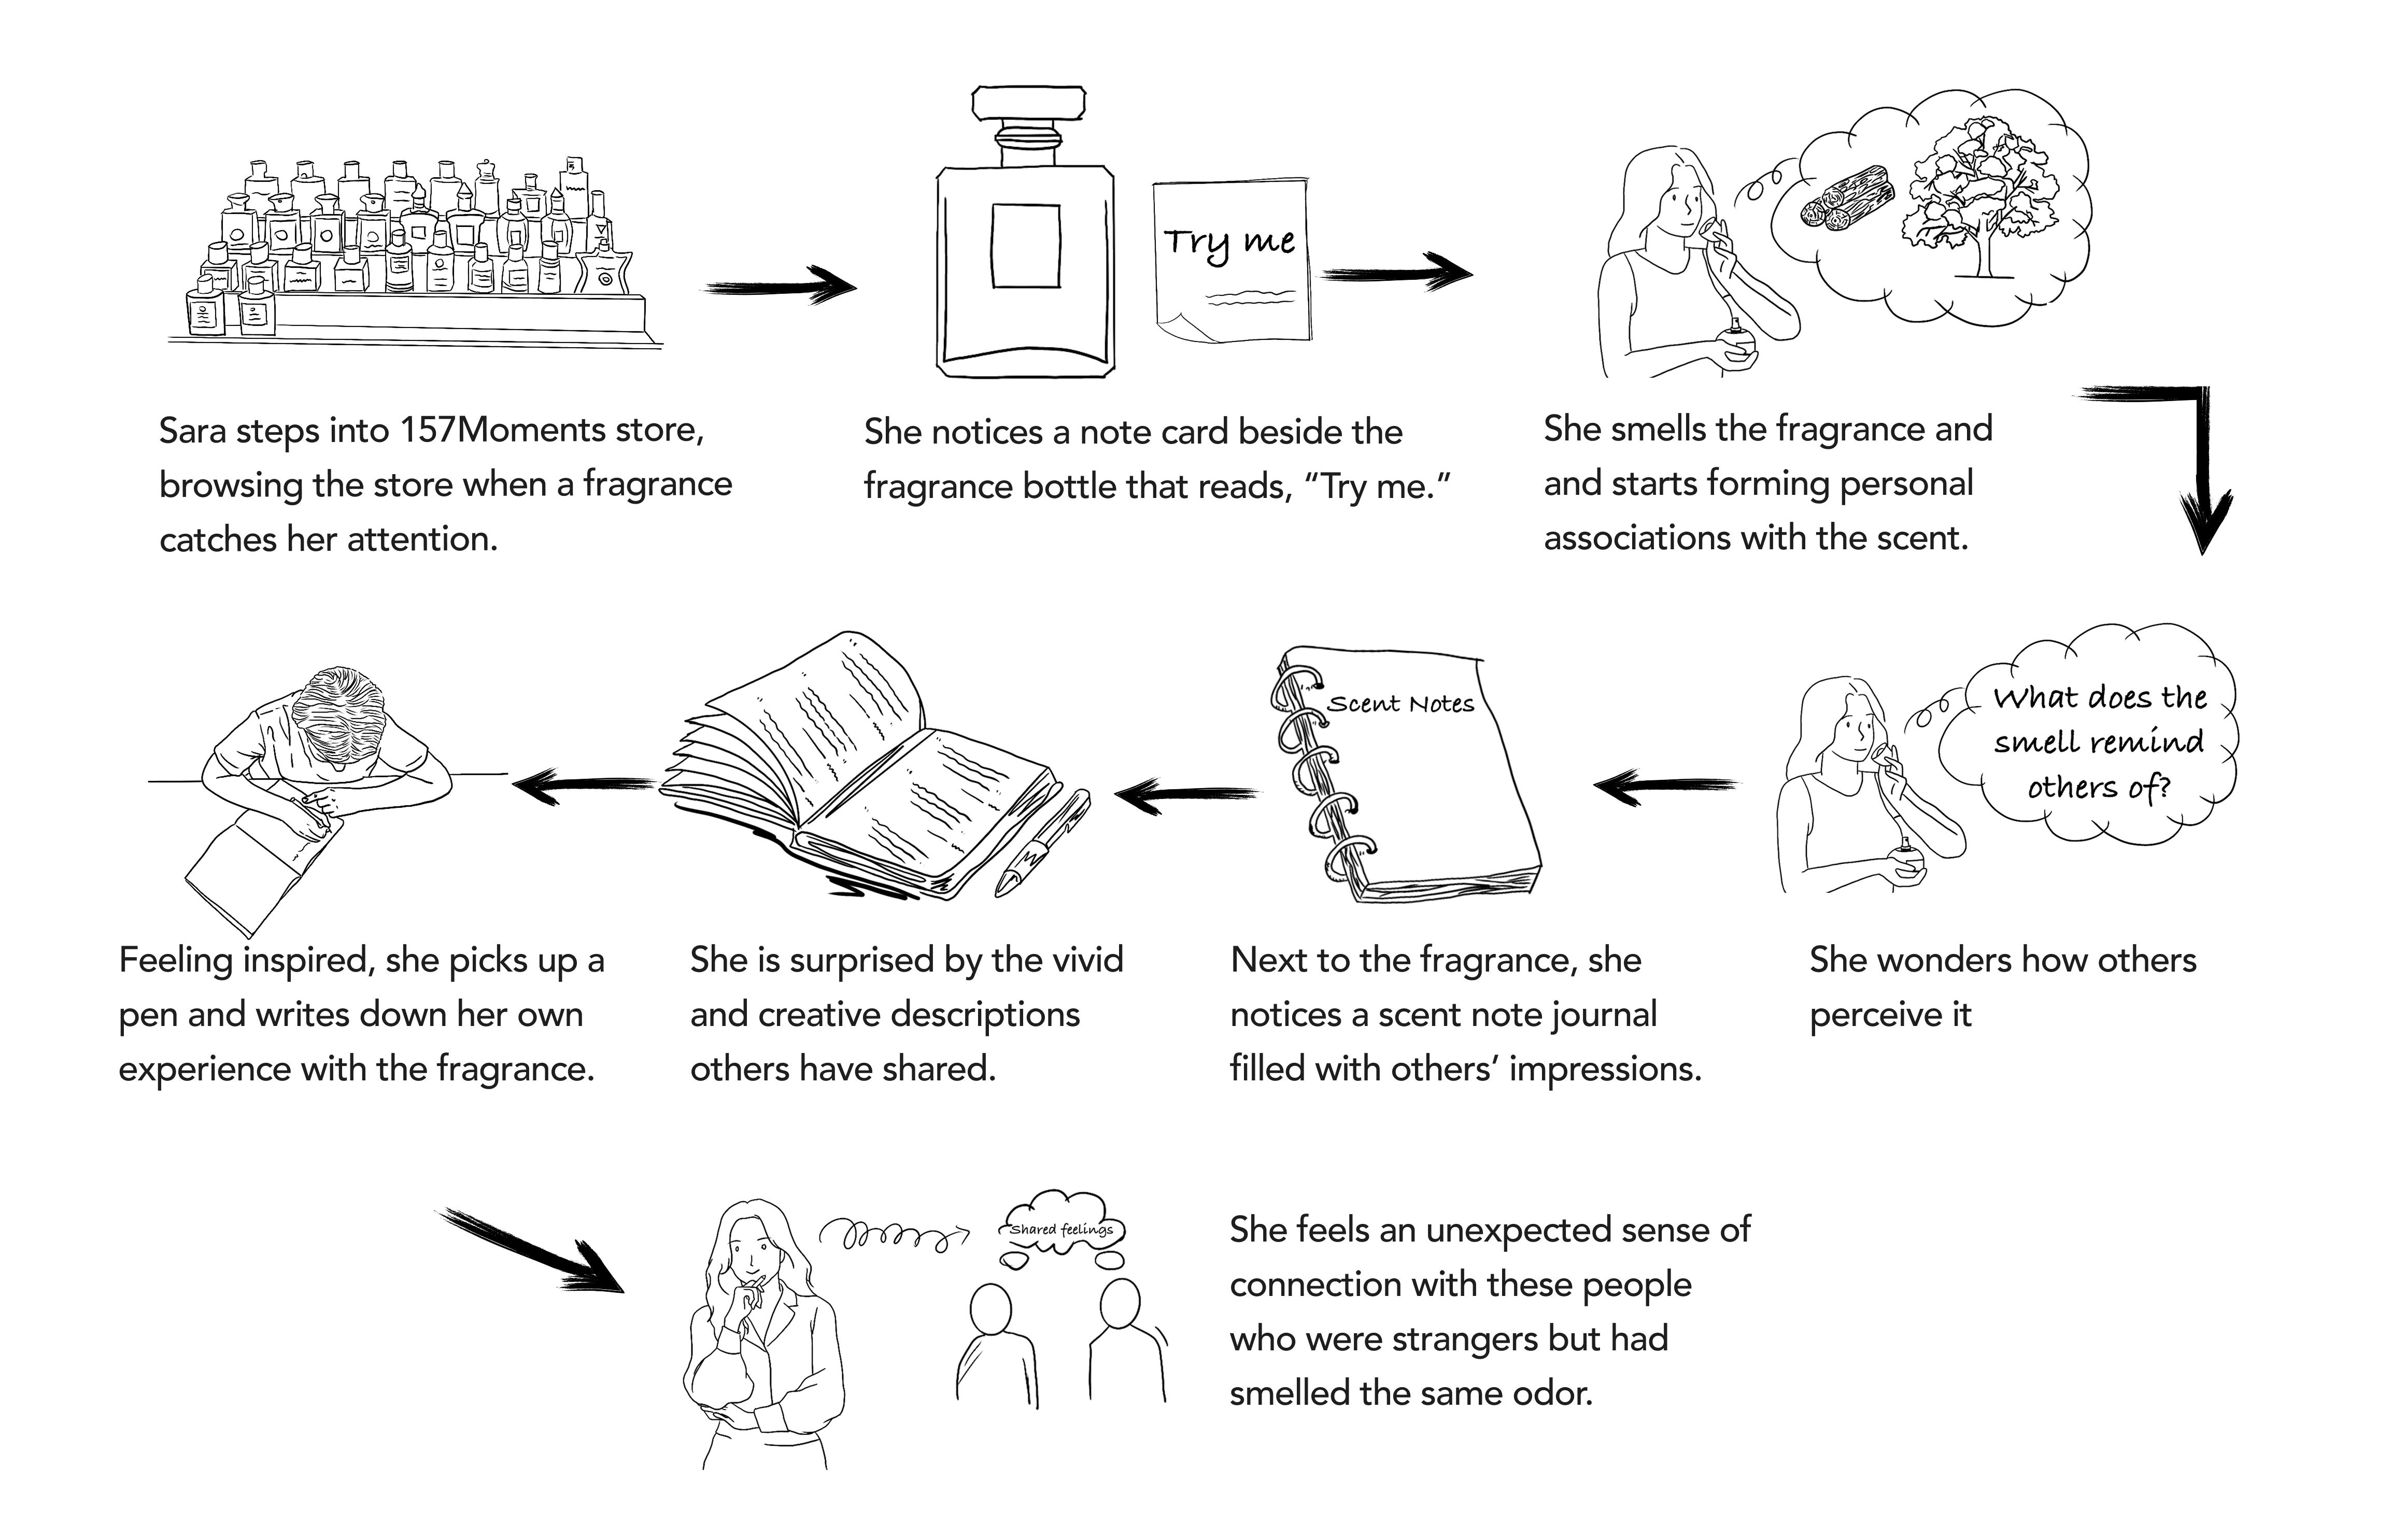 Try me
Sara steps into 157Moments store,
browsing the store when a fragrance
catches her attention.
She notices a note card beside the
fragrance bottle that reads, “Try me.”
She smells the fragrance and
and starts forming personal
associations with the scent.
What does the
smell remind
others of?
She wonders how others
perceive it
Scent Notes
Next to the fragrance, she
notices a scent note journal
filled with others’ impressions.
She is surprised by the vivid
and creative descriptions
others have shared.
Feeling inspired, she picks up a
pen and writes down her own
experience with the fragrance.
Shared feelings
She feels an unexpected sense of
connection with these people
who were strangers but had
smelled the same odor.